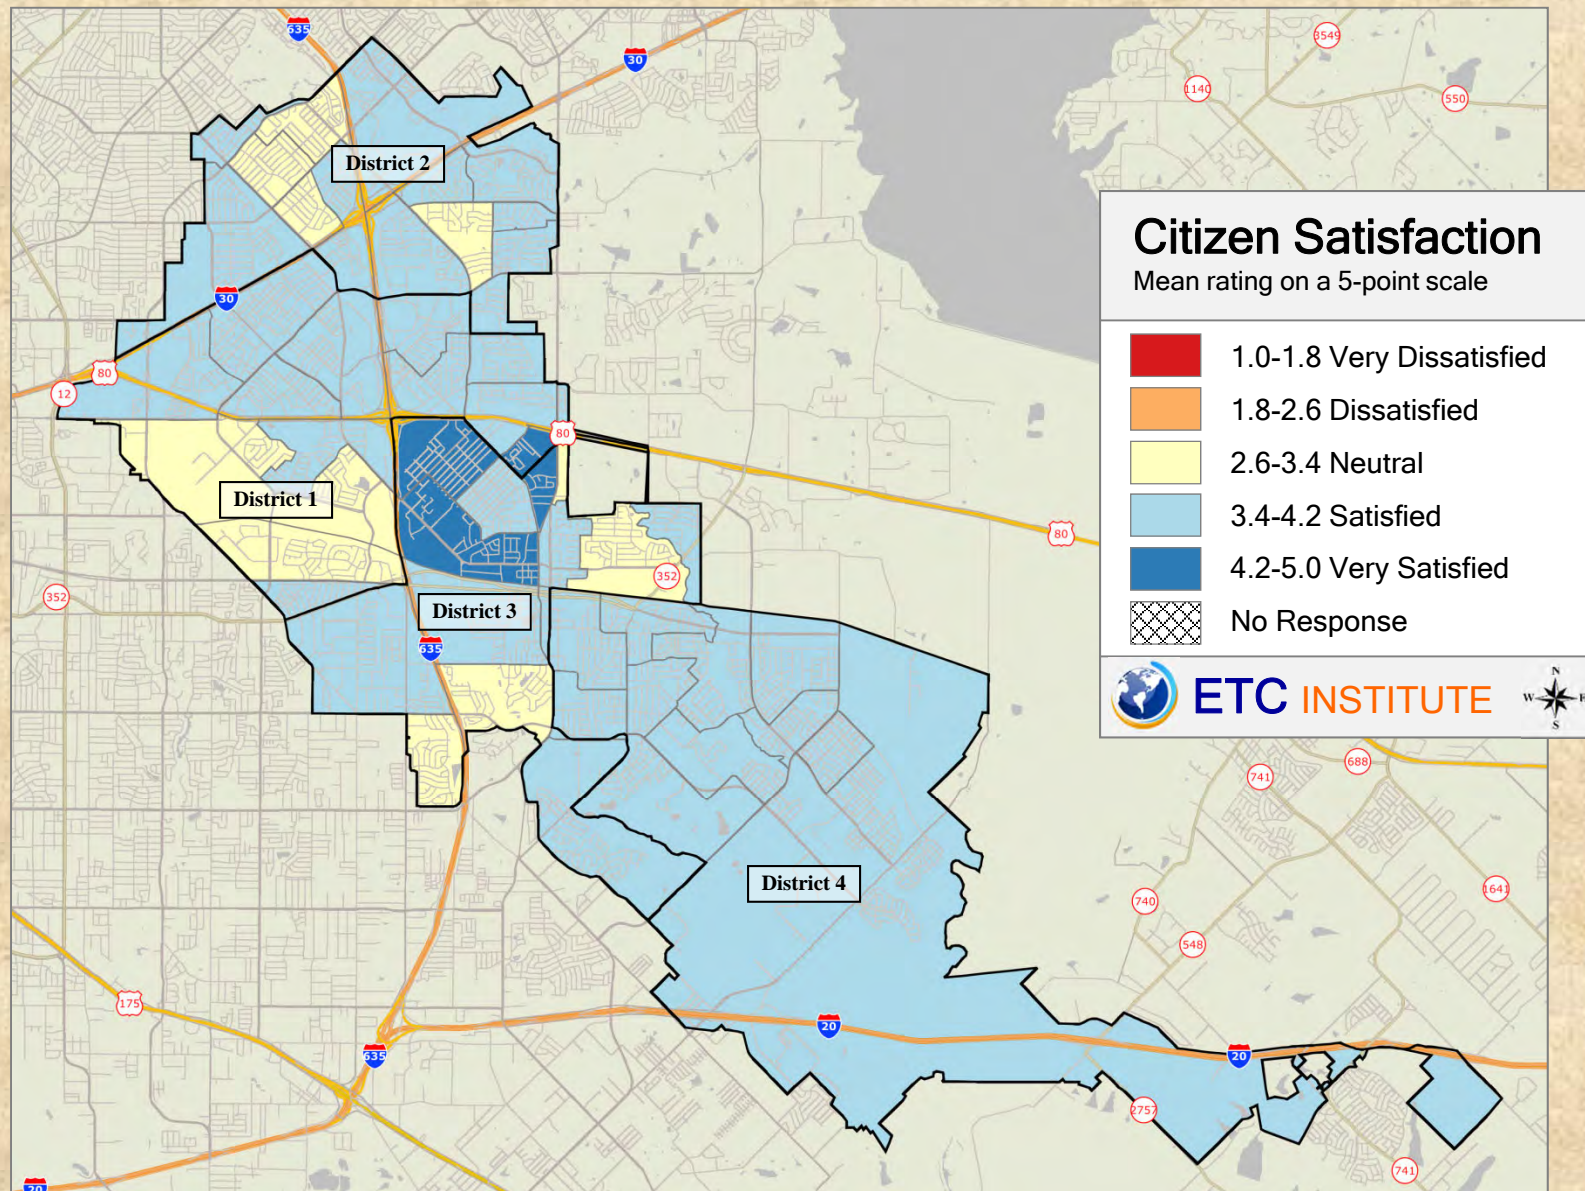 635
30
3549
1140
550
District 2
30
80
12
80
District 1
80
352
352
District 3
635
District 4
688
741
740
548
1641
175
20
635
20
2757
741
20
Citizen Satisfaction
Mean rating on a 5-point scale
1.0-1.8 Very Dissatisfied
1.8-2.6 Dissatisfied
2.6-3.4 Neutral
3.4-4.2 Satisfied
4.2-5.0 Very Satisfied
No Response
ETC INSTITUTE
N
W E
S